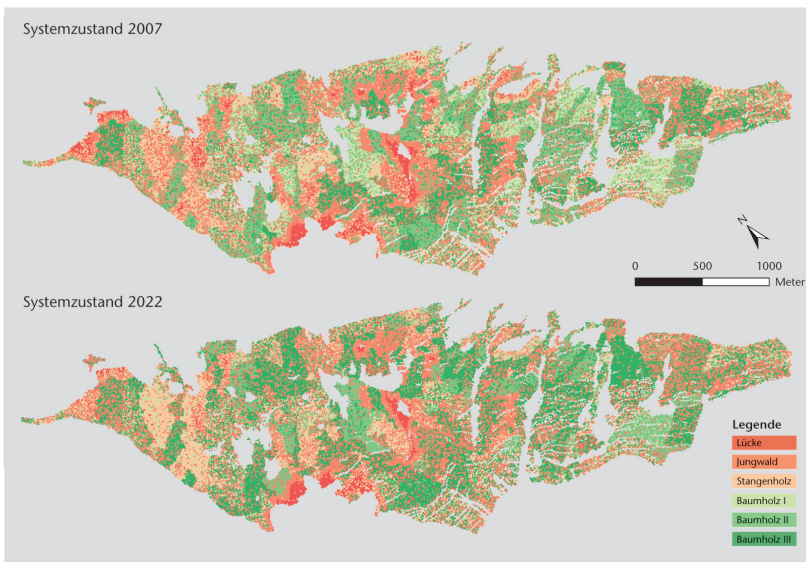 Systemzustand 2007
N
0 500 1000
Meter
Systemzustand 2022
Legende
Lücke
Jungwald
Stangenholz
Baumholz I
Baumholz II
Baumholz III